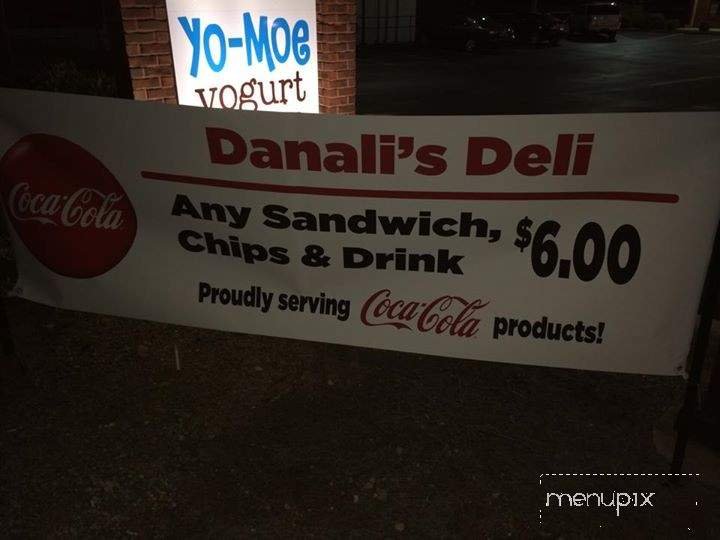 Yo-Moe
yogurt
Danali's Deli
Coca-Cola
Any Sandwich,
Chips & Drink
$6.00
Proudly serving Coca-Cola products!
menupix